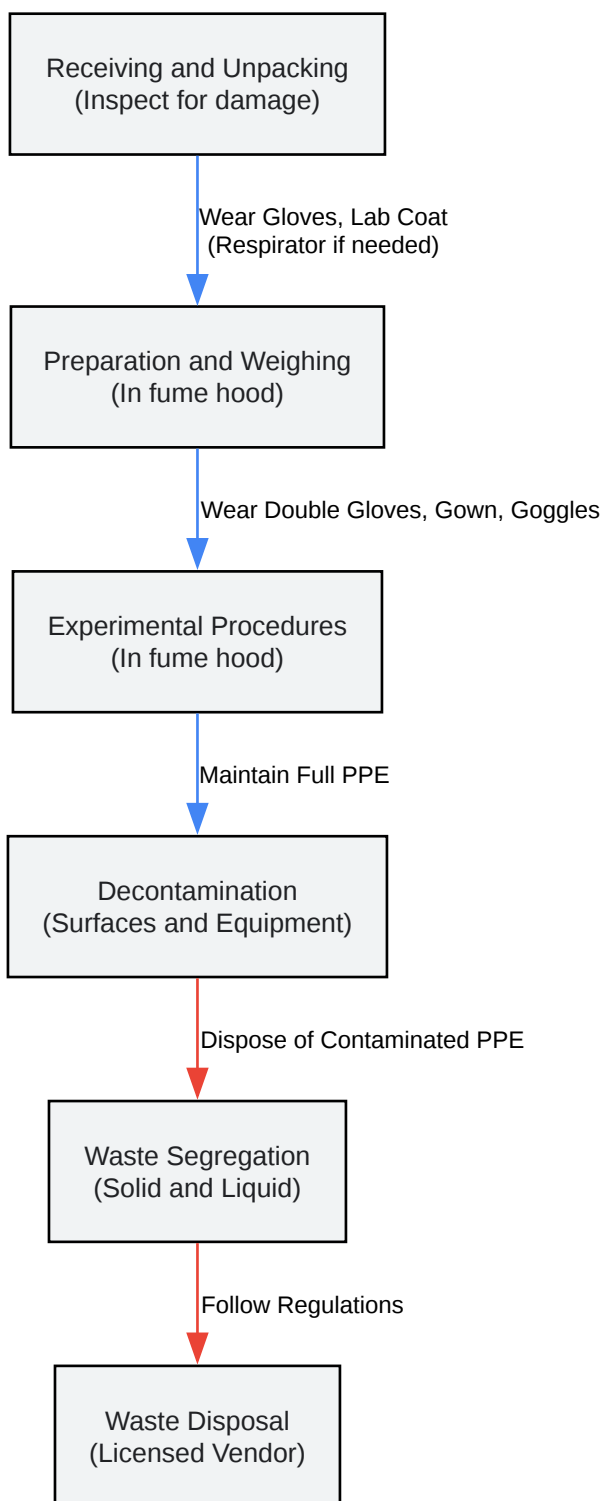 Receiving and Unpacking
(Inspect for damage)
Wear Gloves, Lab Coat
(Respirator if needed)
Preparation and Weighing
(In fume hood)
Wear Double Gloves, Gown, Goggles
Experimental Procedures
(In fume hood)
Maintain Full PPE
Decontamination
(Surfaces and Equipment)
Dispose of Contaminated PPE
Waste Segregation
(Solid and Liquid)
Follow Regulations
Waste Disposal
(Licensed Vendor)